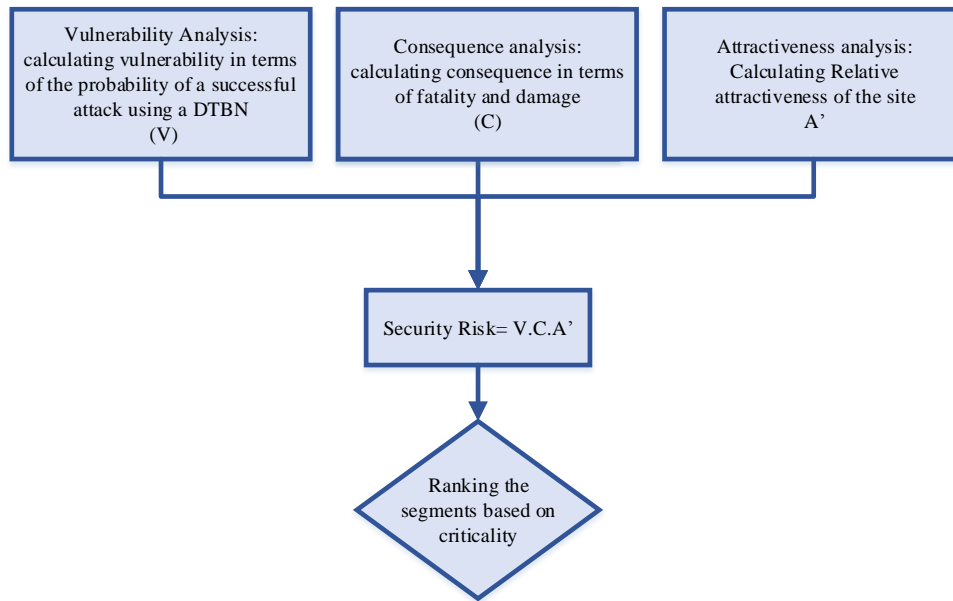 Vulnerability Analysis:
calculating vulnerability in terms
of the probability of a successful
attack using a DTBN
(V)
Consequence analysis:
calculating consequence in terms
of fatality and damage
(C)
Attractiveness analysis:
Calculating Relative
attractiveness of the site
A’
Security Risk= V.C.A’
Ranking the
segments based on
criticality